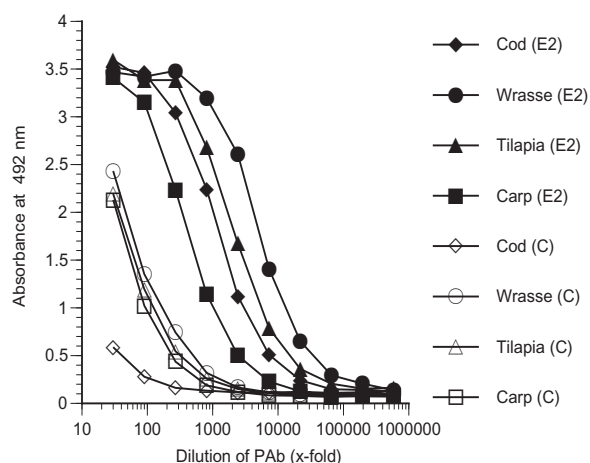 4
3.5
3
2.5
2
1.5
1
0.5
0
10 100 1000 10000 100000 1000000
Absorbance at 492 nm
Dilution of PAb (x-fold)
Cod (E2)
Wrasse (E2)
Tilapia (E2)
Carp (E2)
Cod (C)
Wrasse (C)
Tilapia (C)
Carp (C)